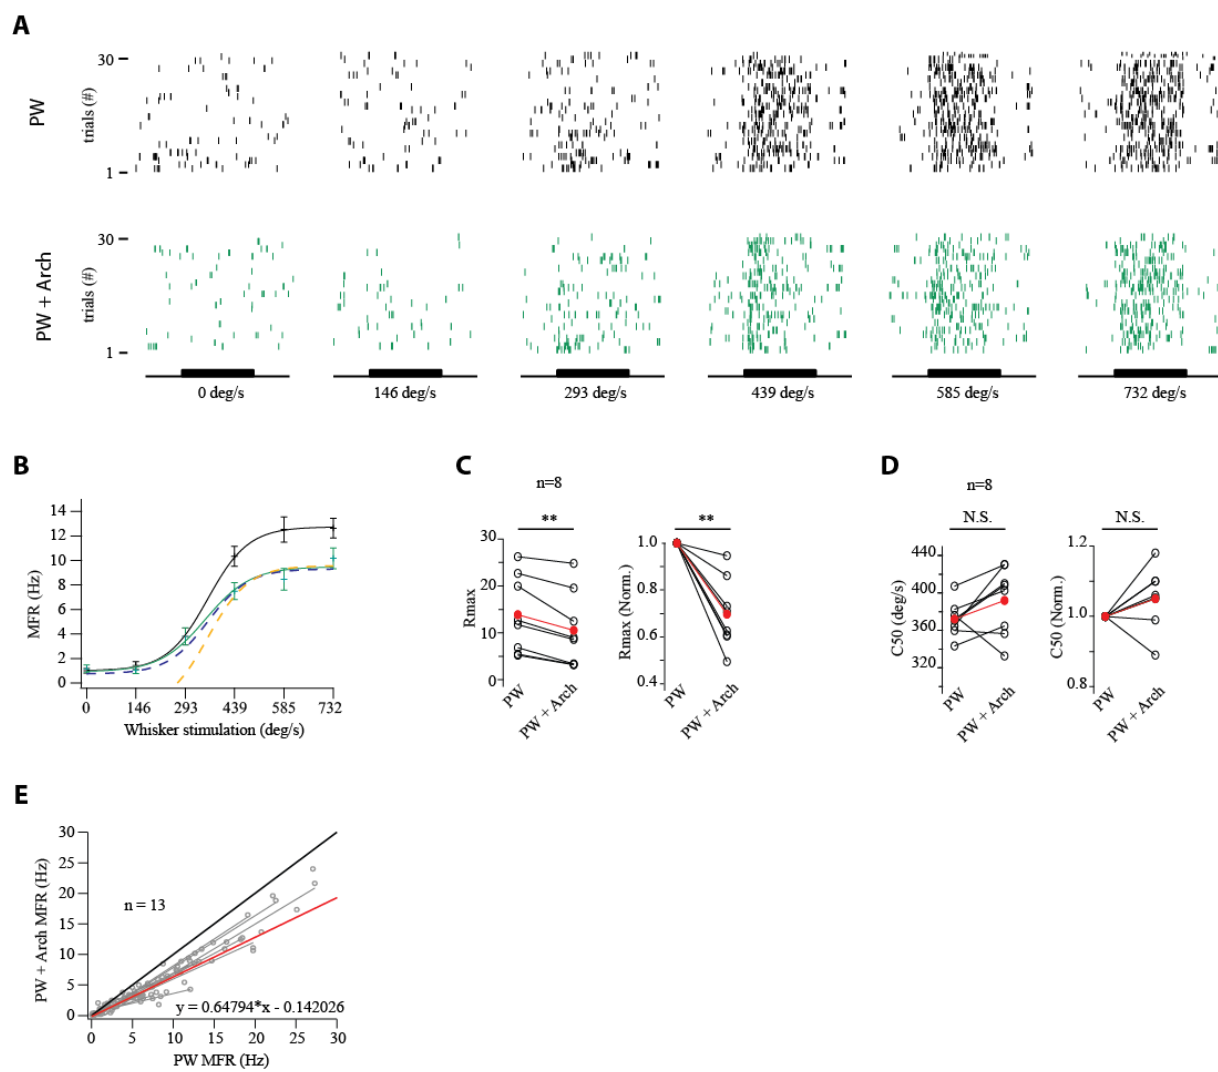 A
PW
trials (#)
30
1
PW + Arch
trials (#)
30
1
0 deg/s
146 deg/s
293 deg/s
439 deg/s
585 deg/s
732 deg/s
B
MFR (Hz)
14
12
10
8
6
4
2
0
0
146
293
439
585
732
Whisker stimulation (deg/s)
C
n=8
**
Rmax
30
20
10
0
PW
PW + Arch
**
Rmax (Norm.)
1.0
0.8
0.6
0.4
PW
PW + Arch
D
n=8
N.S.
C50 (deg/s)
440
400
360
320
PW
PW + Arch
N.S.
C50 (Norm.)
1.2
1.0
0.8
PW
PW + Arch
E
PW + Arch MFR (Hz)
30
25
20
15
10
5
0
n = 13
y = 0.64794*x - 0.142026
0
5
10
15
20
25
30
PW MFR (Hz)